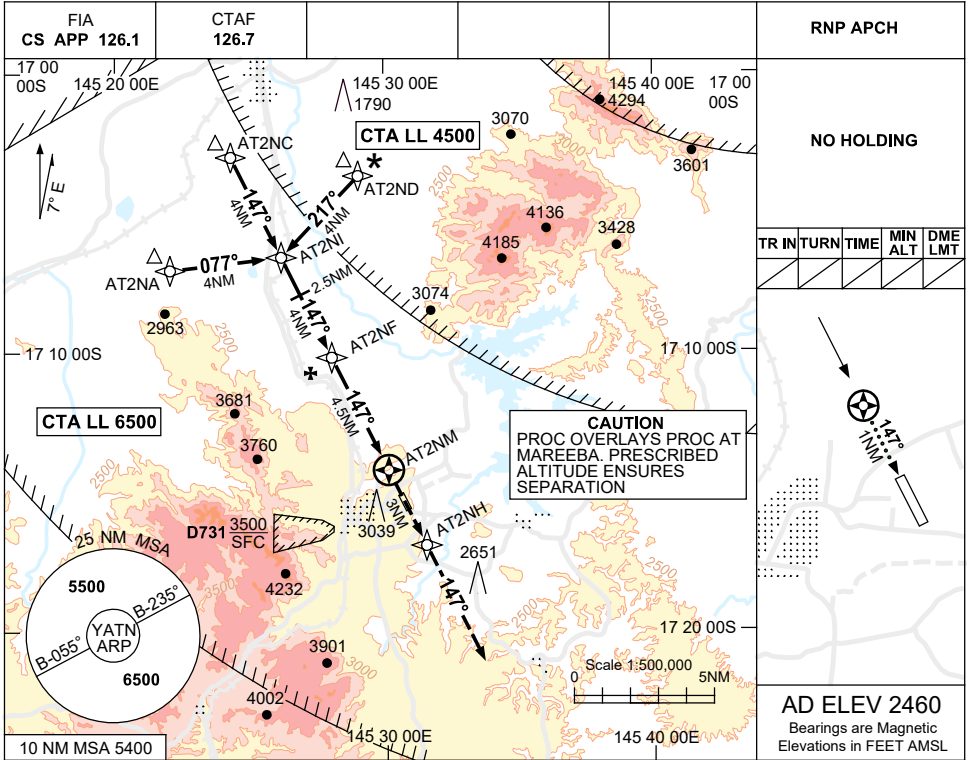 FIA
CS APP 126.1
CTAF
126.7
RNP APCH
17 00
00S
145 20 00E
145 30 00E
145 40 00E
17 00
00S
4294
1790
CTA LL 4500
3070
3601
NO HOLDING
AT2NC
*
AT2ND
7° E
147°
4NM
217°
4NM
4136
3428
4185
2500
3000
2500
TR IN
TURN
TIME
MIN
ALT
DME
LMT
AT2NI
077°
4NM
AT2NA
2.5NM
147°
4NM
3074
2963
2500
AT2NF
17 10 00S
17 10 00S
147°
4.5NM
3681
CTA LL 6500
3760
2500
AT2NM
CAUTION
PROC OVERLAYS PROC AT
MAREEBA. PRESCRIBED
ALTITUDE ENSURES
SEPARATION
147°
1NM
3NM
D731
3500
SFC
3039
AT2NH
2651
25 NM MSA
5500
B-235°
YATN
ARP
B-055°
6500
3500
4232
147°
2500
2500
17 20 00S
3901
3000
4002
Scale 1:500,000
0
5NM
10 NM MSA 5400
145 30 00E
145 40 00E
AD ELEV 2460
Bearings are Magnetic
Elevations in FEET AMSL